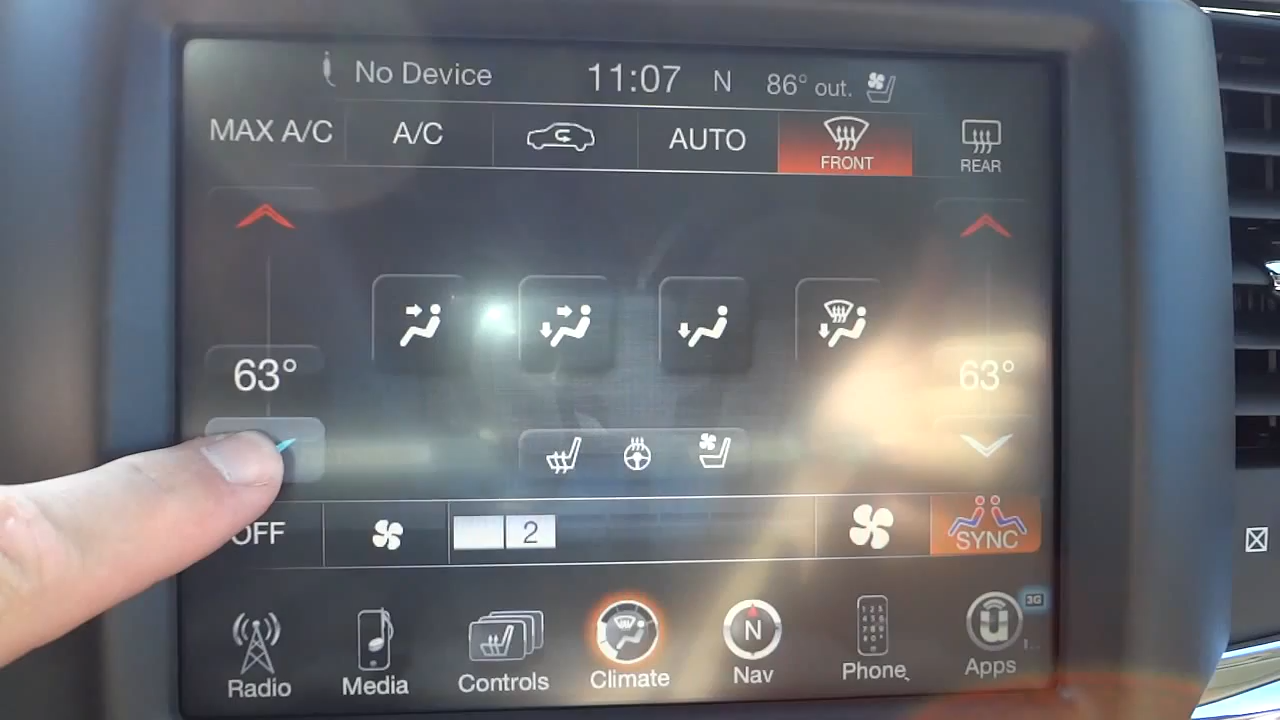 No Device 11:07 N 86° out.
MAX A/C A/C AUTO FRONT REAR
63° 63°
OFF 2 SYNC
3G
Radio Media Controls Climate N Nav Phone Apps